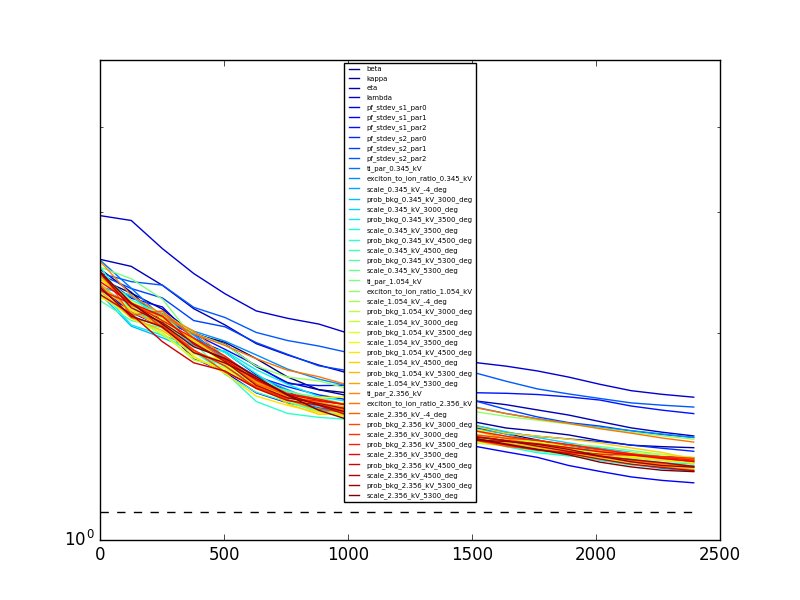 beta
kappa
eta
lambda
pf_stdev_s1_par0
pf_stdev_s1_par1
pf_stdev_s1_par2
pf_stdev_s2_par0
pf_stdev_s2_par1
pf_stdev_s2_par2
ti_par_0.345_kV
exciton_to_ion_ratio_0.345_kV
scale_0.345_kV_-4_deg
prob_bkg_0.345_kV_3000_deg
scale_0.345_kV_3000_deg
prob_bkg_0.345_kV_3500_deg
scale_0.345_kV_3500_deg
prob_bkg_0.345_kV_4500_deg
scale_0.345_kV_4500_deg
prob_bkg_0.345_kV_5300_deg
scale_0.345_kV_5300_deg
ti_par_1.054_kV
exciton_to_ion_ratio_1.054_kV
scale_1.054_kV_-4_deg
prob_bkg_1.054_kV_3000_deg
scale_1.054_kV_3000_deg
prob_bkg_1.054_kV_3500_deg
scale_1.054_kV_3500_deg
prob_bkg_1.054_kV_4500_deg
scale_1.054_kV_4500_deg
prob_bkg_1.054_kV_5300_deg
scale_1.054_kV_5300_deg
ti_par_2.356_kV
exciton_to_ion_ratio_2.356_kV
scale_2.356_kV_-4_deg
prob_bkg_2.356_kV_3000_deg
scale_2.356_kV_3000_deg
prob_bkg_2.356_kV_3500_deg
scale_2.356_kV_3500_deg
prob_bkg_2.356_kV_4500_deg
scale_2.356_kV_4500_deg
prob_bkg_2.356_kV_5300_deg
scale_2.356_kV_5300_deg
10^0
0 500 1000 1500 2000 2500